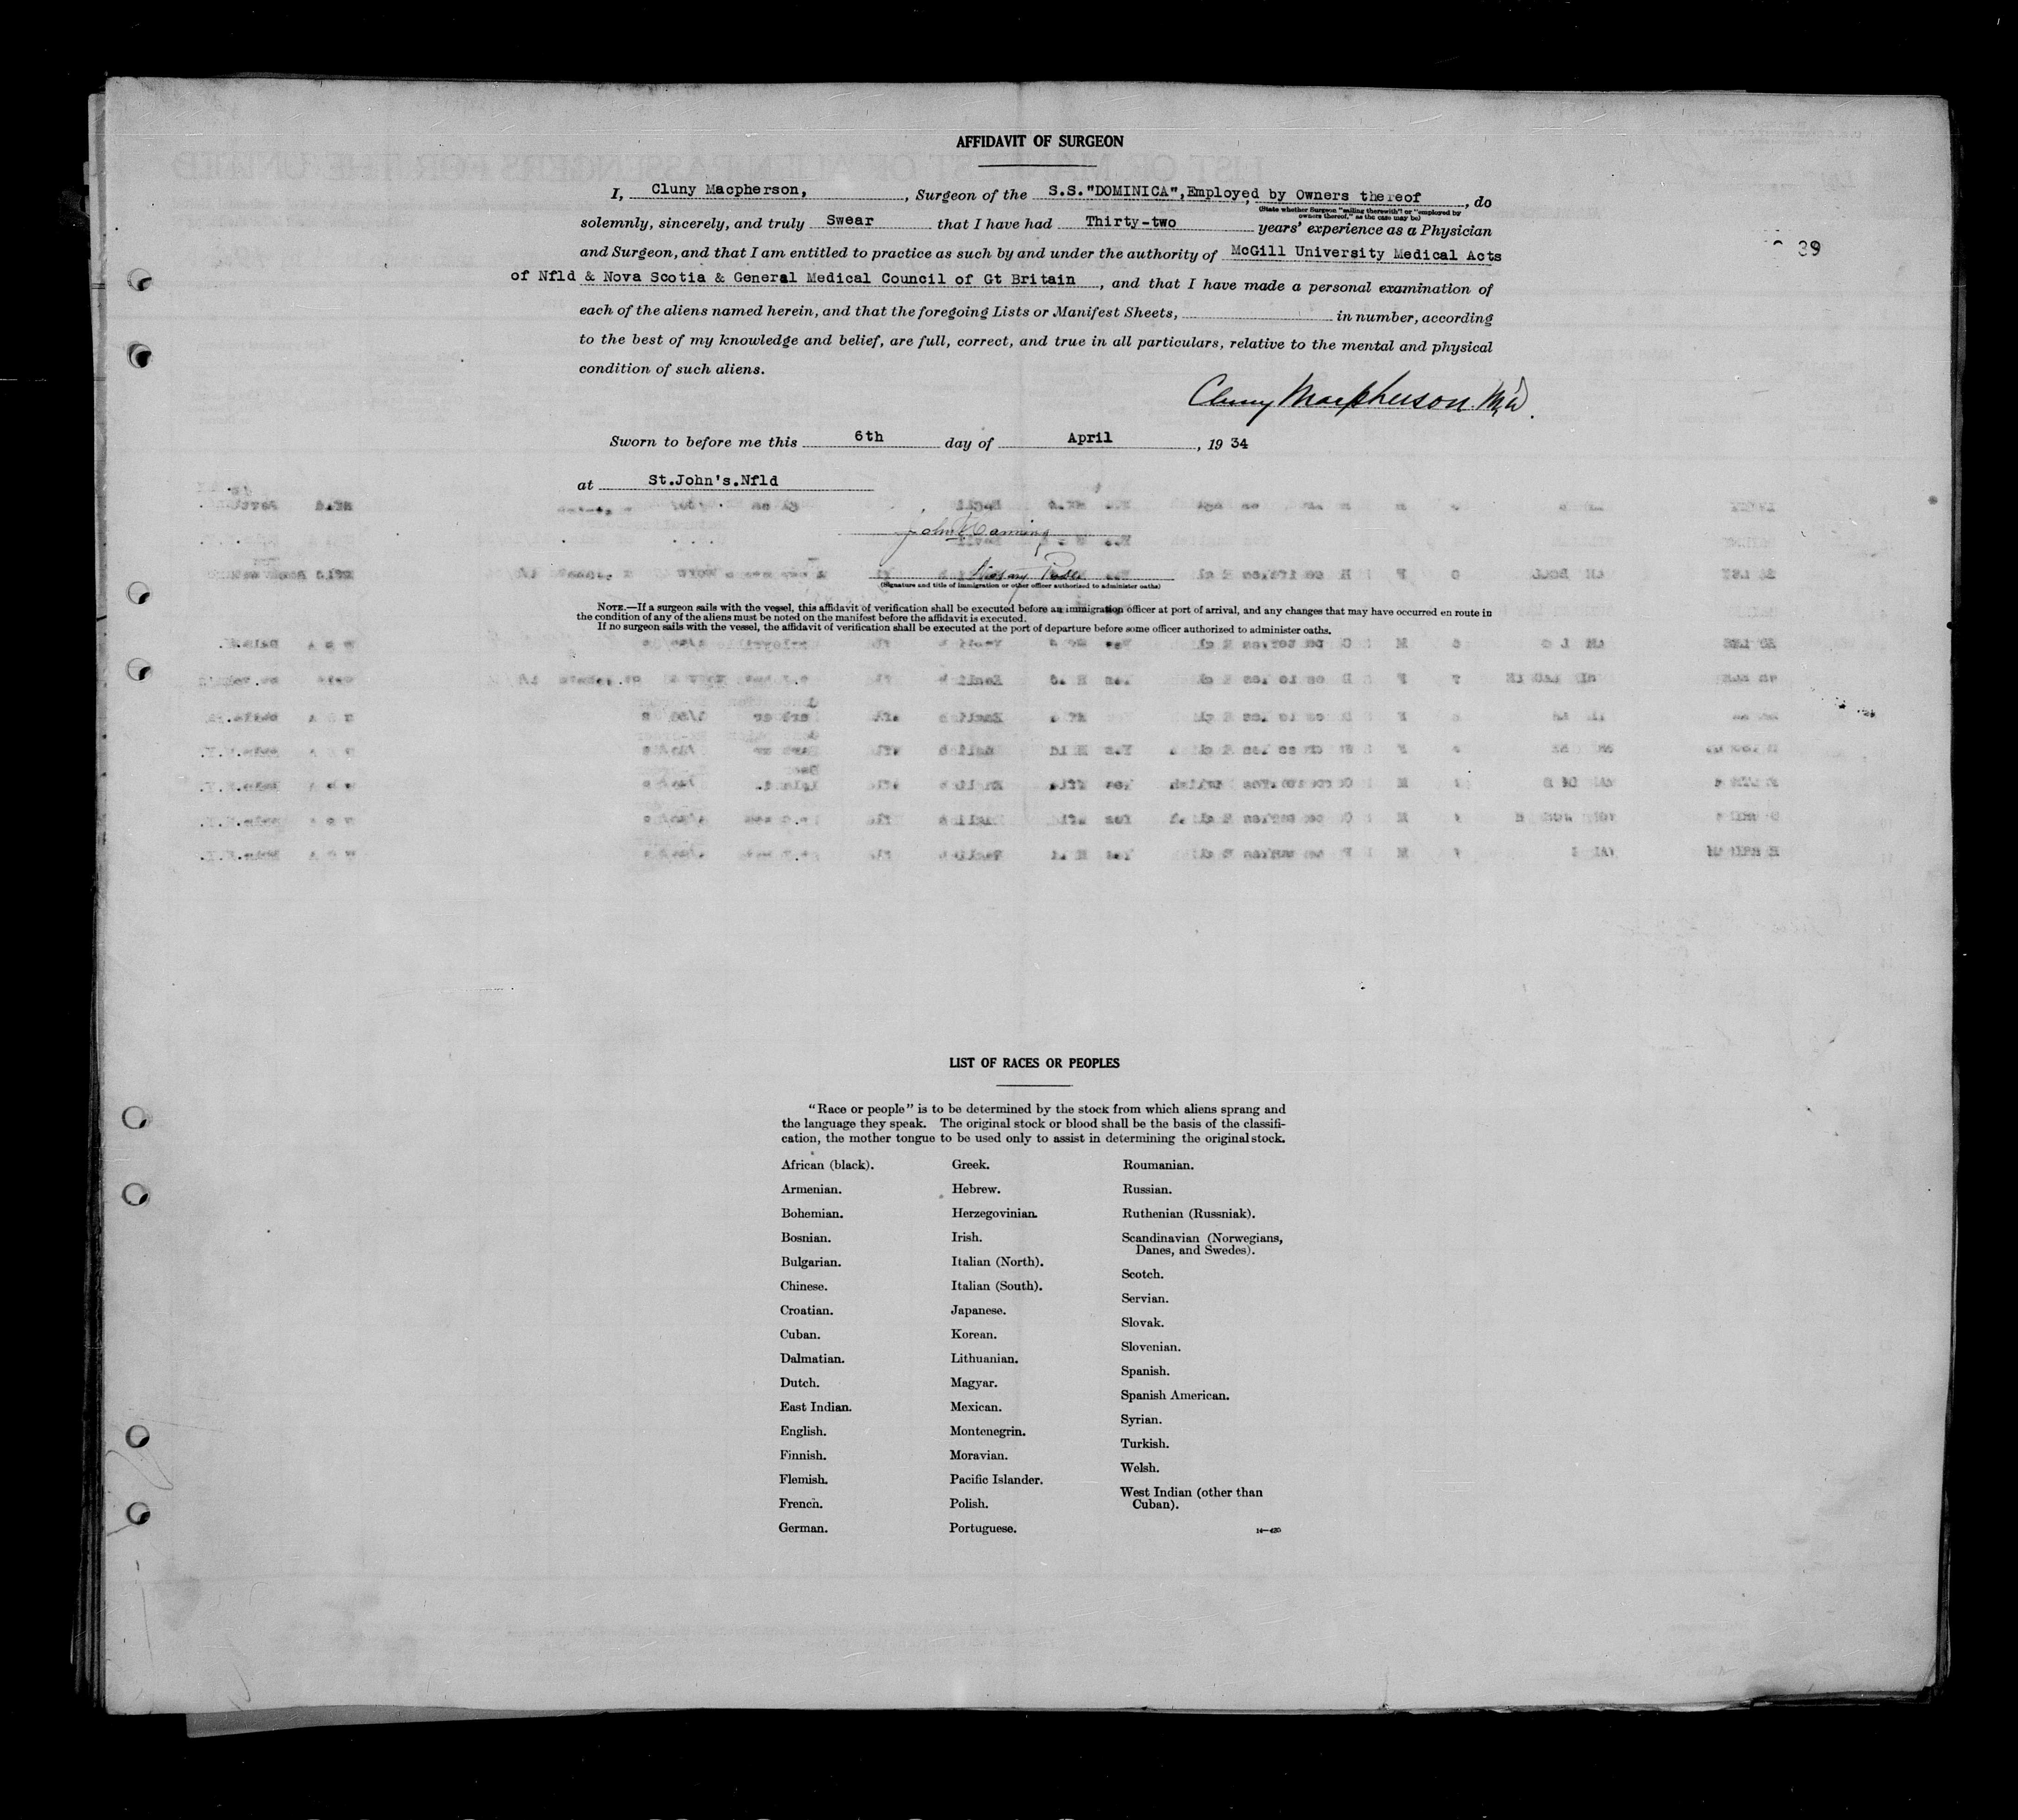 AFFIDAVIT OF SURGEON
I, Cluny Macpherson, , Surgeon of the S.S."DOMINICA",Employed by Owners thereof , do
(State whether Surgeon "sailing therewith" or "employed by
owners thereof," as the case may be)
solemnly, sincerely, and truly Swear that I have had Thirty-two years' experience as a Physician
and Surgeon, and that I am entitled to practice as such by and under the authority of McGill University Medical Acts
39
of Nfld & Nova Scotia & General Medical Council of Gt Britain , and that I have made a personal examination of
each of the aliens named herein, and that the foregoing Lists or Manifest Sheets, in number, according
to the best of my knowledge and belief, are full, correct, and true in all particulars, relative to the mental and physical
condition of such aliens.
Cluny Macpherson. M.D.
Sworn to before me this 6th day of April , 19 34
at St.John's.Nfld
Notary Public
(Signature and title of immigration or other officer authorized to administer oaths)
NOTE.—If a surgeon sails with the vessel, this affidavit of verification shall be executed before an immigration officer at port of arrival, and any changes that may have occurred en route in
the condition of any of the aliens must be noted on the manifest before the affidavit is executed.
If no surgeon sails with the vessel, the affidavit of verification shall be executed at the port of departure before some officer authorized to administer oaths.
LIST OF RACES OR PEOPLES
"Race or people" is to be determined by the stock from which aliens sprang and
the language they speak. The original stock or blood shall be the basis of the classifi-
cation, the mother tongue to be used only to assist in determining the original stock.
African (black).
Armenian.
Bohemian.
Bosnian.
Bulgarian.
Chinese.
Croatian.
Cuban.
Dalmatian.
Dutch.
East Indian.
English.
Finnish.
Flemish.
French.
German.
Greek.
Hebrew.
Herzegovinian.
Irish.
Italian (North).
Italian (South).
Japanese.
Korean.
Lithuanian.
Magyar.
Mexican.
Montenegrin.
Moravian.
Pacific Islander.
Polish.
Portuguese.
Roumanian.
Russian.
Ruthenian (Russniak).
Scandinavian (Norwegians,
Danes, and Swedes).
Scotch.
Servian.
Slovak.
Slovenian.
Spanish.
Spanish American.
Syrian.
Turkish.
Welsh.
West Indian (other than
Cuban).
14—430